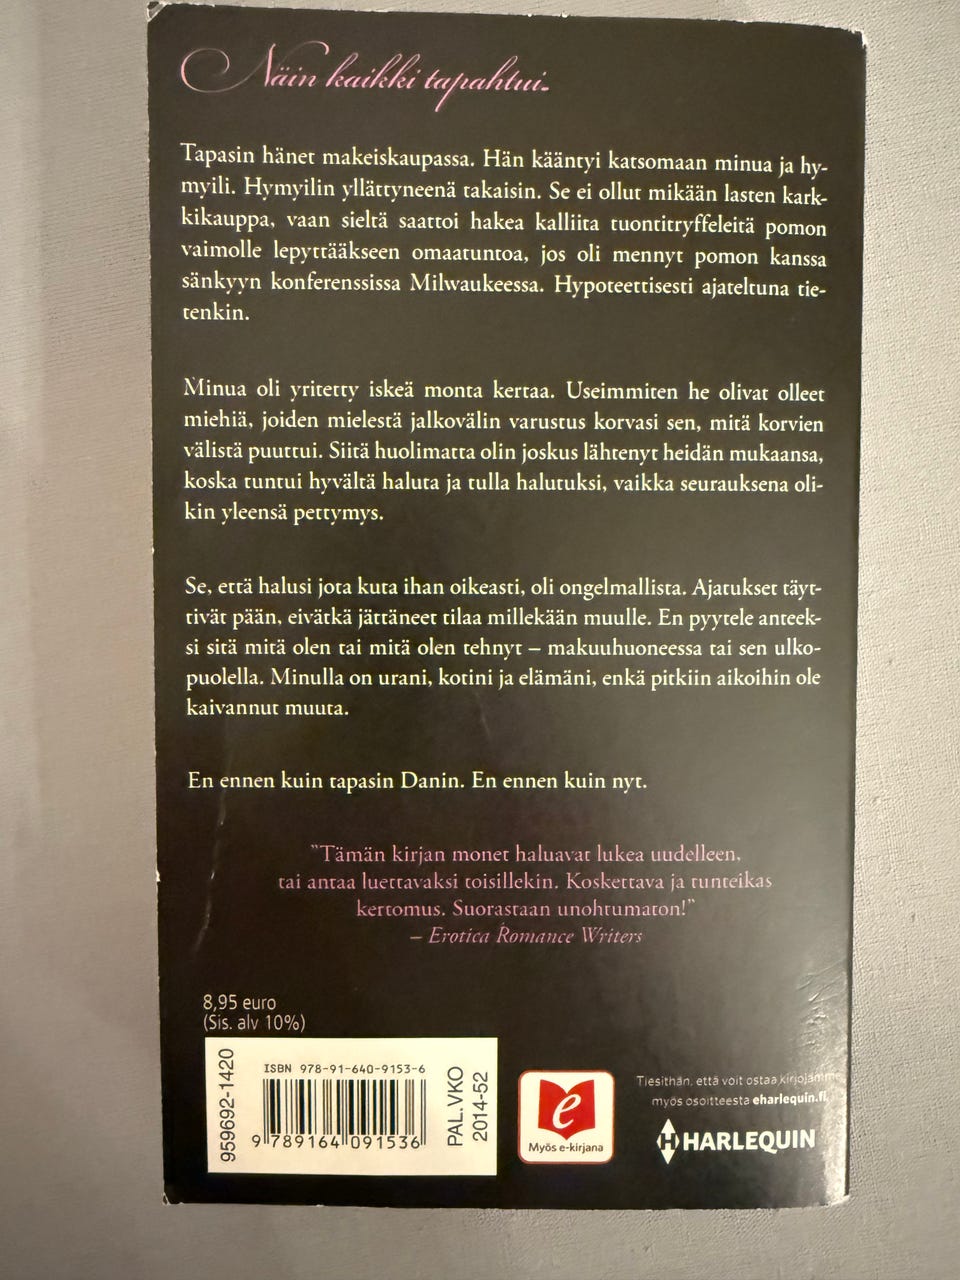 Näin kaikki tapahtui.
Tapasin hänet makeiskaupassa. Hän kääntyi katsomaan minua ja hy-
myili. Hymyilin yllättyneenä takaisin. Se ei ollut mikään lasten kark-
kikauppa, vaan sieltä saattoi hakea kalliita tuontitryffeleitä pomon
vaimolle lepyttääkseen omaatuntoa, jos oli mennyt pomon kanssa
sänkyyn konferenssissa Milwaukeessa. Hypoteettisesti ajateltuna tie-
tenkin.
Minua oli yritetty iskeä monta kertaa. Useimmiten he olivat olleet
miehiä, joiden mielestä jalkovälin varustus korvasi sen, mitä korvien
välistä puuttui. Siitä huolimatta olin joskus lähtenyt heidän mukaansa,
koska tuntui hyvältä haluta ja tulla halutuksi, vaikka seurauksena oli-
kin yleensä pettymys.
Se, että halusi jota kuta ihan oikeasti, oli ongelmallista. Ajatukset täyt-
tivät pään, eivätkä jättäneet tilaa millekään muulle. En pyytele anteek-
si sitä mitä olen tai mitä olen tehnyt – makuuhuoneessa tai sen ulko-
puolella. Minulla on urani, kotini ja elämäni, enkä pitkiin aikoihin ole
kaivannut muuta.
En ennen kuin tapasin Danin. En ennen kuin nyt.
"Tämän kirjan monet haluavat lukea uudelleen,
tai antaa luettavaksi toisillekin. Koskettava ja tunteikas
kertomus. Suorastaan unohtumaton!"
– Erotica Romance Writers
8,95 euro
(Sis. alv 10%)
959692-1420
ISBN 978-91-640-9153-6
9 789164 091536
PAL.VKO
2014-52
e
Myös e-kirjana
Tiesithän, että voit ostaa kirjojamme
myös osoitteesta eharlequin.fi
HARLEQUIN